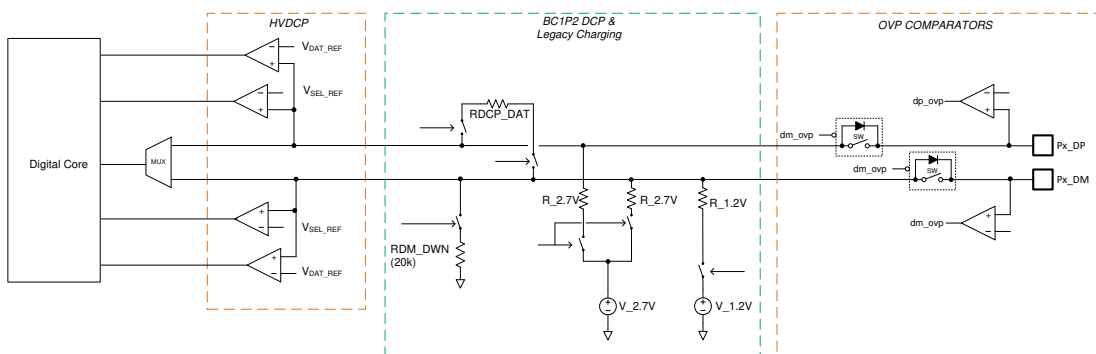 HVDCP
BC1P2 DCP &
Legacy Charging
OVP COMPARATORS
Digital Core
MUX
−
+
VDAT_REF
−
+
VSEL_REF
+
−
VSEL_REF
+
−
VDAT_REF
RDCP_DAT
RDM_DWN
(20k)
R_2.7V
R_2.7V
R_1.2V
+
−
V_2.7V
+
−
V_1.2V
dm_ovp
SW
dm_ovp
SW
dp_ovp
−
+
Px_DP
Px_DM
dm_ovp
+
−